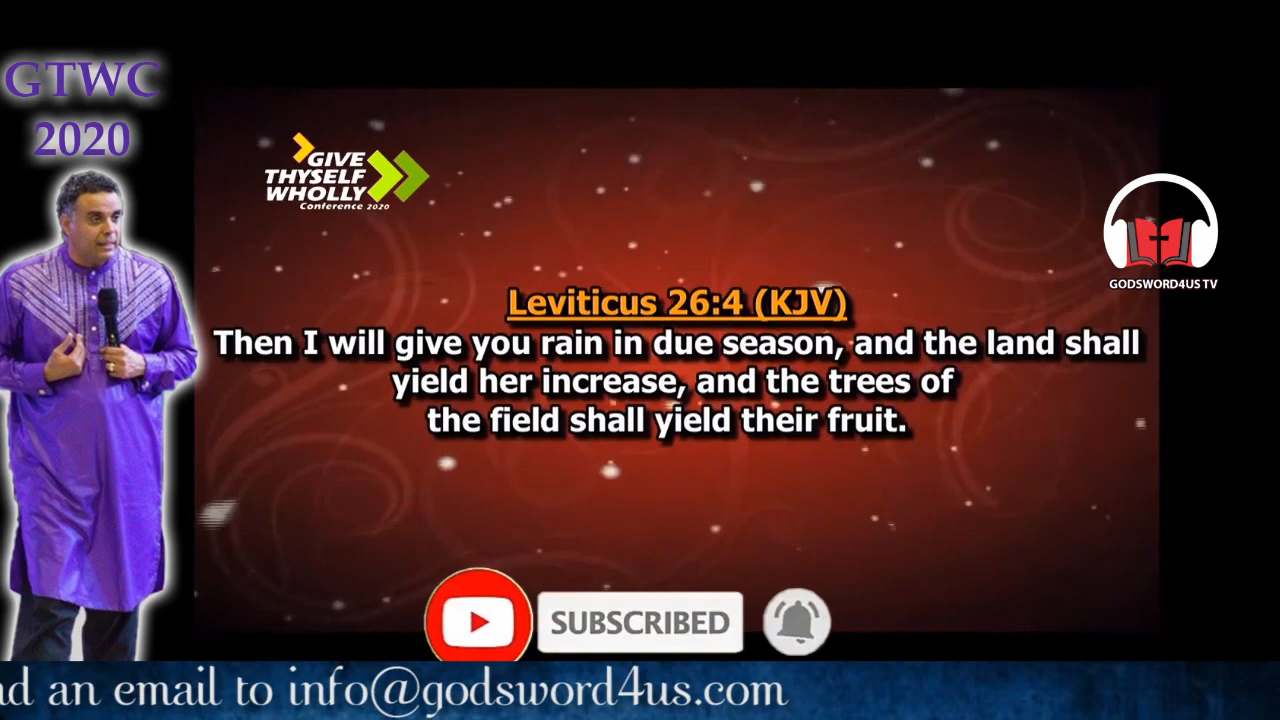 GTWC
2020
GIVE
THYSELF
WHOLLY
Conference 2020
GODSWORD4US TV
Leviticus 26:4 (KJV)
Then I will give you rain in due season, and the land shall
yield her increase, and the trees of
the field shall yield their fruit.
SUBSCRIBED
an email to info@godsword4us.com